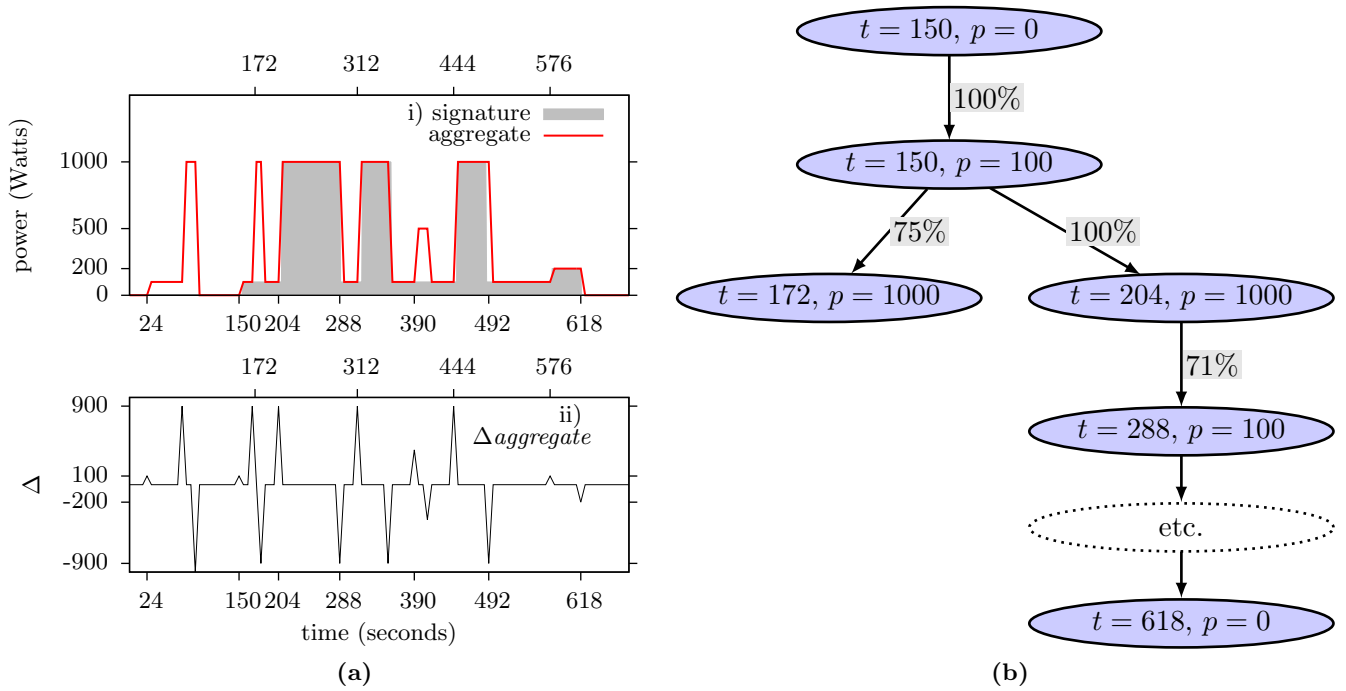 172 312 444 576
i) signature
aggregate
power (Watts)
1000
500
200
0
24 150 204 288 390 492 618
172 312 444 576
ii)
Δaggregate
Δ
900
100
-200
-900
24 150 204 288 390 492 618
time (seconds)
(a)
t = 150, p = 0
100%
t = 150, p = 100
75% 100%
t = 172, p = 1000 t = 204, p = 1000
71%
t = 288, p = 100
etc.
t = 618, p = 0
(b)